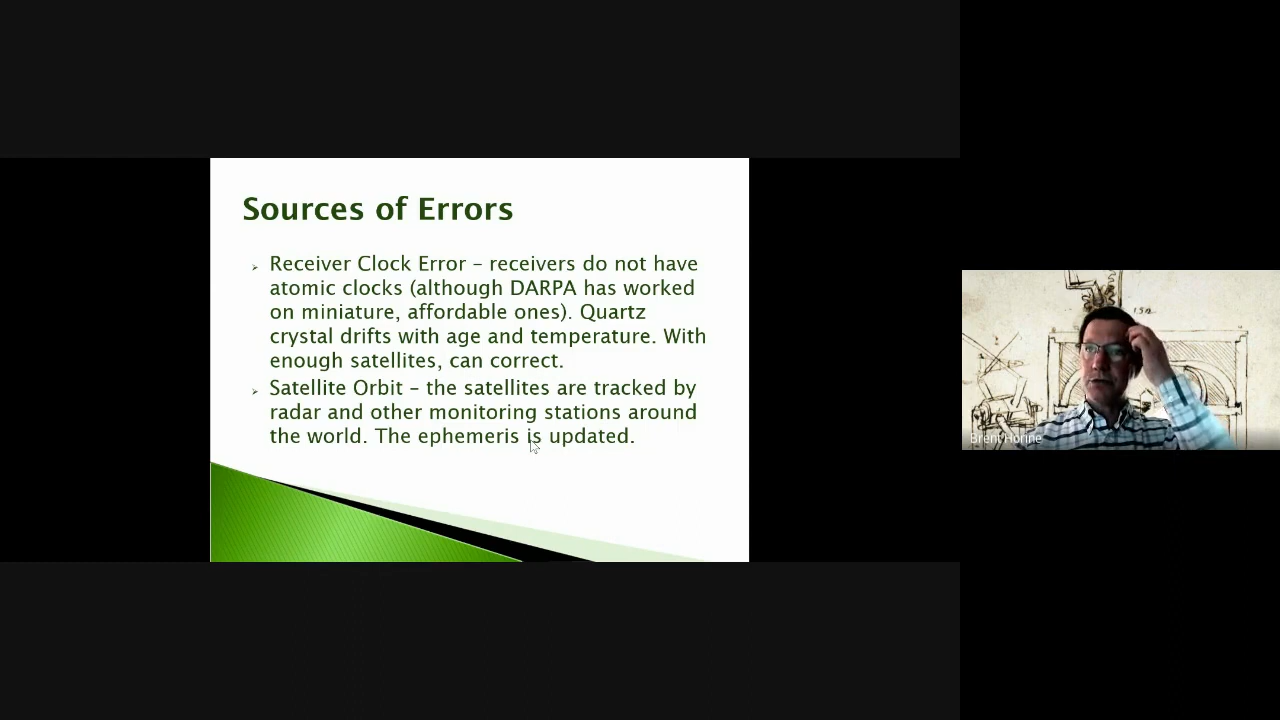 Sources of Errors
Receiver Clock Error – receivers do not have
atomic clocks (although DARPA has worked
on miniature, affordable ones). Quartz
crystal drifts with age and temperature. With
enough satellites, can correct.
Satellite Orbit – the satellites are tracked by
radar and other monitoring stations around
the world. The ephemeris is updated.
Brent Horine